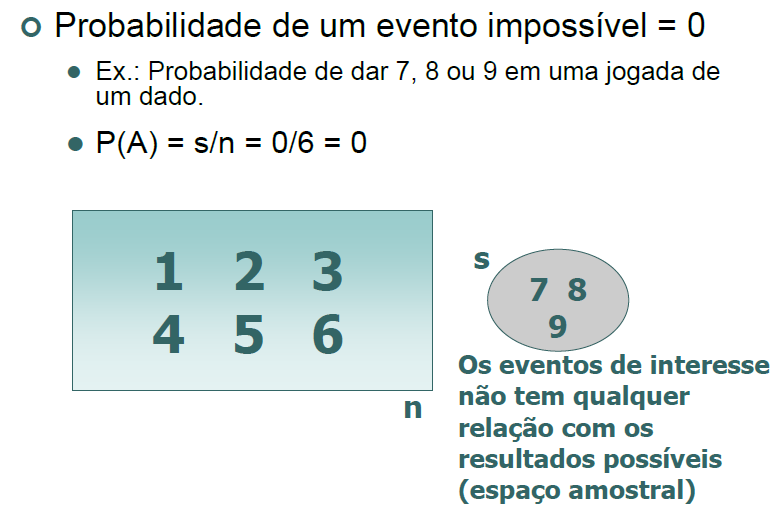 Probabilidade de um evento impossível = 0
Ex.: Probabilidade de dar 7, 8 ou 9 em uma jogada de
um dado.
P(A) = s/n = 0/6 = 0
1 2 3
4 5 6
n
s
7 8
9
Os eventos de interesse
não tem qualquer
relação com os
resultados possíveis
(espaço amostral)